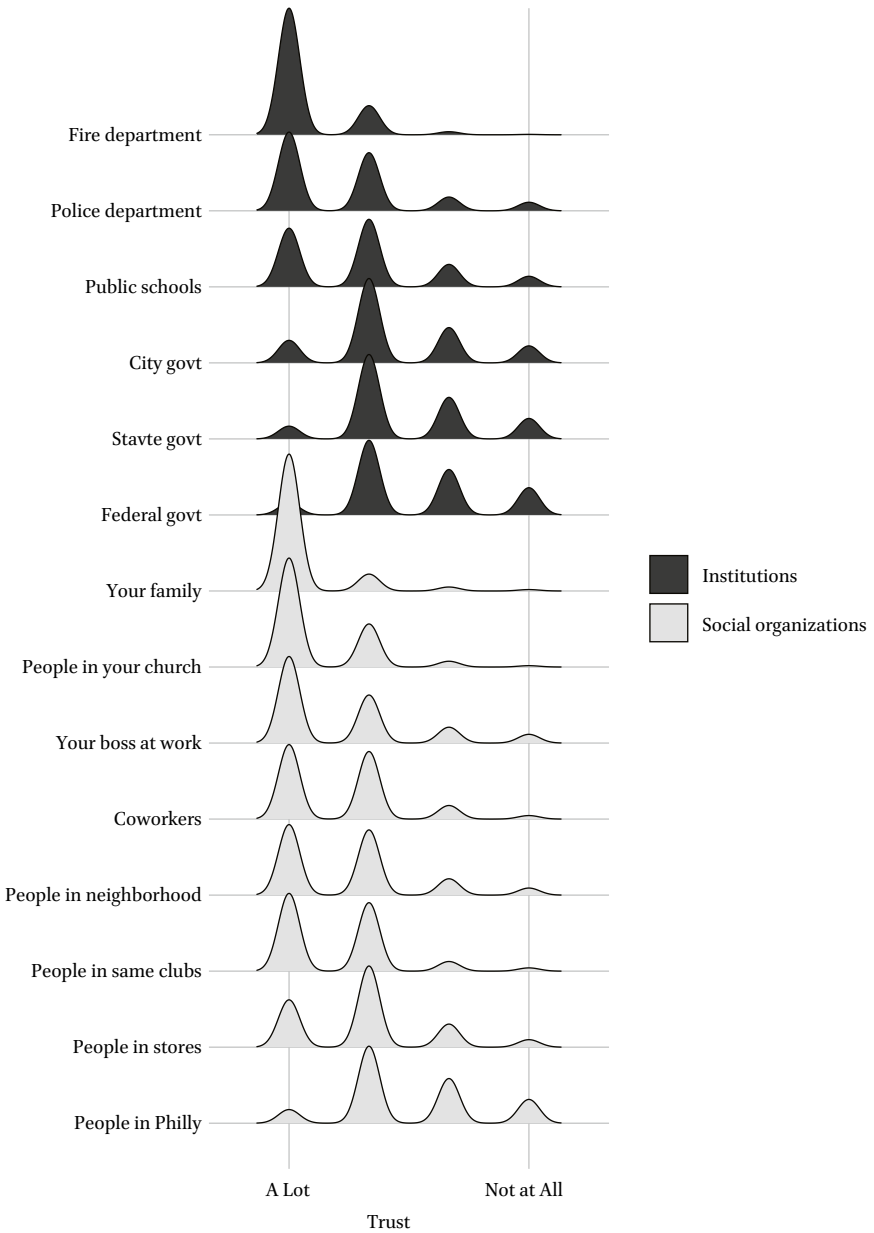 Fire department
Police department
Public schools
City govt
Stavte govt
Federal govt
Your family
Institutions
Social organizations
People in your church
Your boss at work
Coworkers
People in neighborhood
People in same clubs
People in stores
People in Philly
A Lot
Not at All
Trust